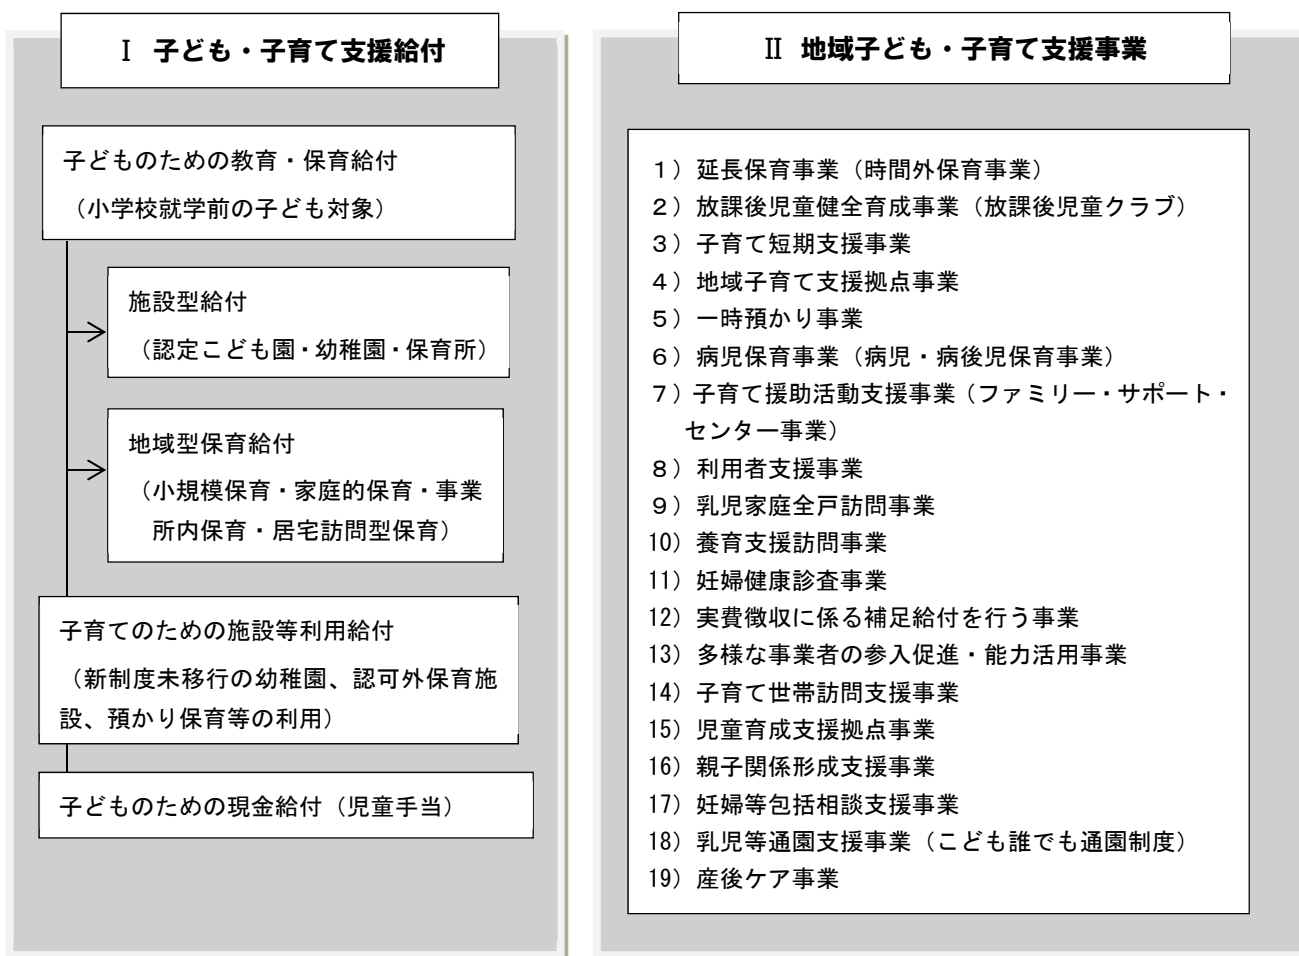 Ⅰ 子ども・子育て支援給付
子どものための教育・保育給付
（小学校就学前の子ども対象）
施設型給付
（認定こども園・幼稚園・保育所）
地域型保育給付
（小規模保育・家庭的保育・事業
所内保育・居宅訪問型保育）
子育てのための施設等利用給付
（新制度未移行の幼稚園、認可外保育施
設、預かり保育等の利用）
子どものための現金給付（児童手当）
Ⅱ 地域子ども・子育て支援事業
１）延長保育事業（時間外保育事業）
２）放課後児童健全育成事業（放課後児童クラブ）
３）子育て短期支援事業
４）地域子育て支援拠点事業
５）一時預かり事業
６）病児保育事業（病児・病後児保育事業）
７）子育て援助活動支援事業（ファミリー・サポート・
センター事業）
８）利用者支援事業
９）乳児家庭全戸訪問事業
10）養育支援訪問事業
11）妊婦健康診査事業
12）実費徴収に係る補足給付を行う事業
13）多様な事業者の参入促進・能力活用事業
14）子育て世帯訪問支援事業
15）児童育成支援拠点事業
16）親子関係形成支援事業
17）妊婦等包括相談支援事業
18）乳児等通園支援事業（こども誰でも通園制度）
19）産後ケア事業